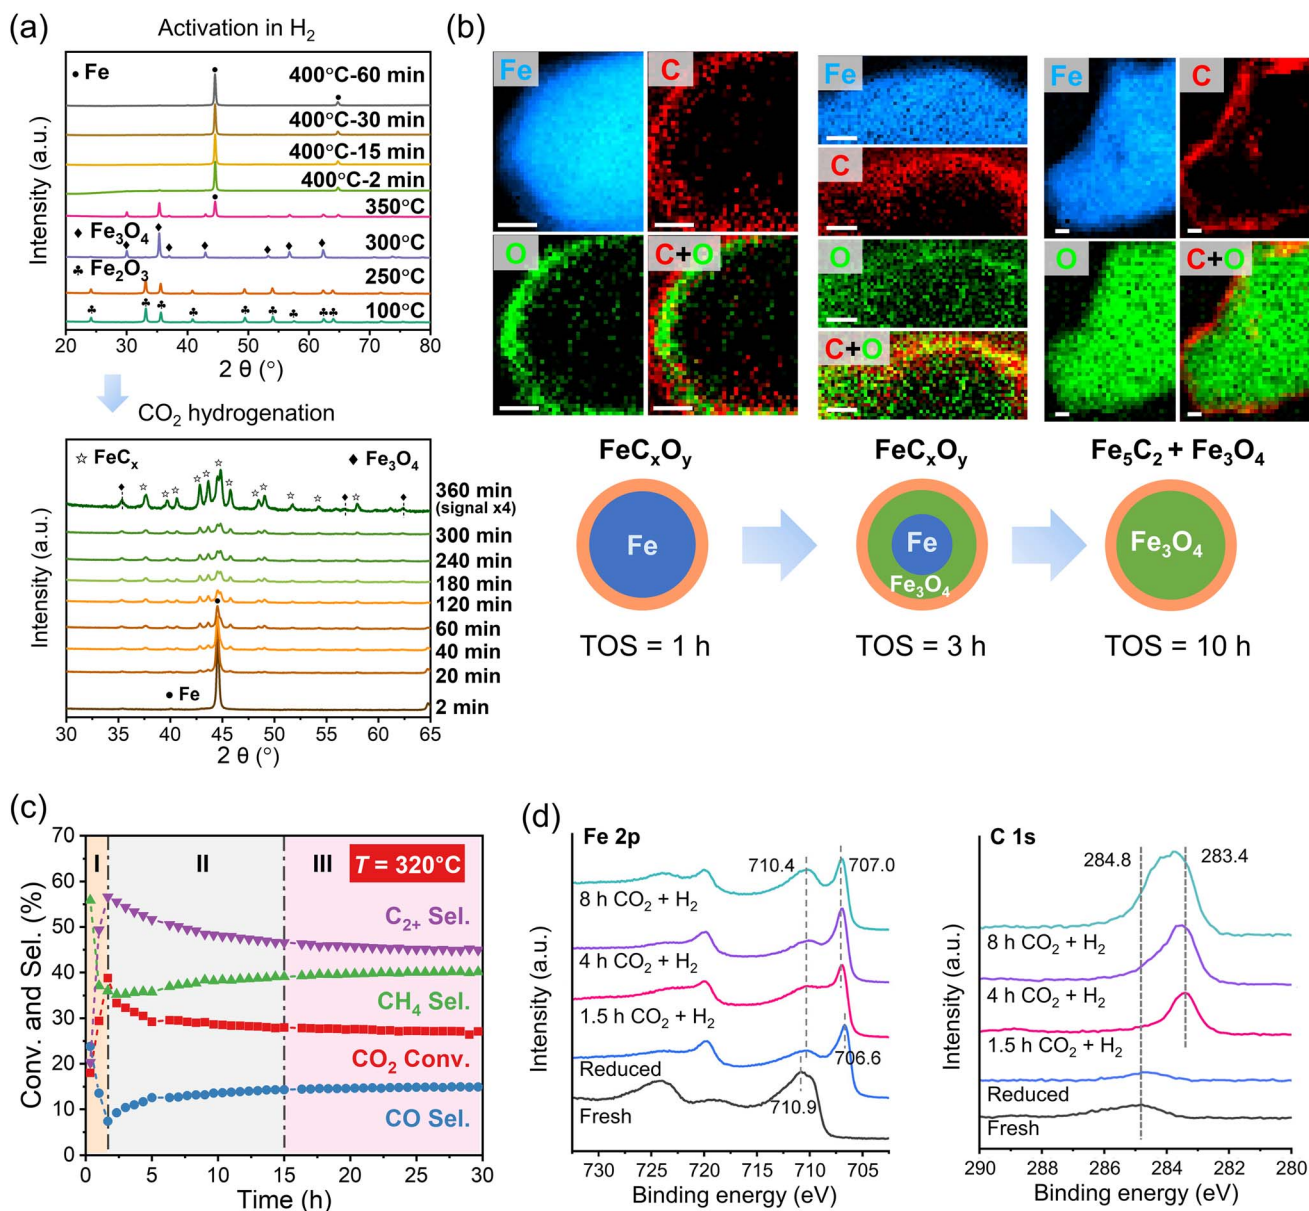 (a)
Activation in H₂
• Fe
400°C-60 min
400°C-30 min
400°C-15 min
400°C-2 min
350°C
♦ Fe₃O₄
300°C
♣ Fe₂O₃
250°C
100°C
Intensity (a.u.)
20 30 40 50 60 70 80
2 θ (°)
CO₂ hydrogenation
☆ FeCₓ
♦ Fe₃O₄
360 min
(signal x4)
300 min
240 min
180 min
120 min
60 min
40 min
20 min
• Fe
2 min
Intensity (a.u.)
30 35 40 45 50 55 60 65
2 θ (°)
(b)
Fe
C
O
C+O
Fe
C
O
C+O
Fe
C
O
C+O
FeCₓOᵧ
FeCₓOᵧ
Fe₅C₂ + Fe₃O₄
Fe
Fe
Fe₃O₄
Fe₃O₄
TOS = 1 h
TOS = 3 h
TOS = 10 h
(c)
Conv. and Sel. (%)
70
60
50
40
30
20
10
0
I
II
III
T = 320°C
C₂₊ Sel.
CH₄ Sel.
CO₂ Conv.
CO Sel.
0 5 10 15 20 25 30
Time (h)
(d)
Fe 2p
710.4
707.0
8 h CO₂ + H₂
4 h CO₂ + H₂
1.5 h CO₂ + H₂
706.6
Reduced
710.9
Fresh
Intensity (a.u.)
730 725 720 715 710 705
Binding energy (eV)
C 1s
284.8
283.4
8 h CO₂ + H₂
4 h CO₂ + H₂
1.5 h CO₂ + H₂
Reduced
Fresh
Intensity (a.u.)
290 288 286 284 282 280
Binding energy (eV)